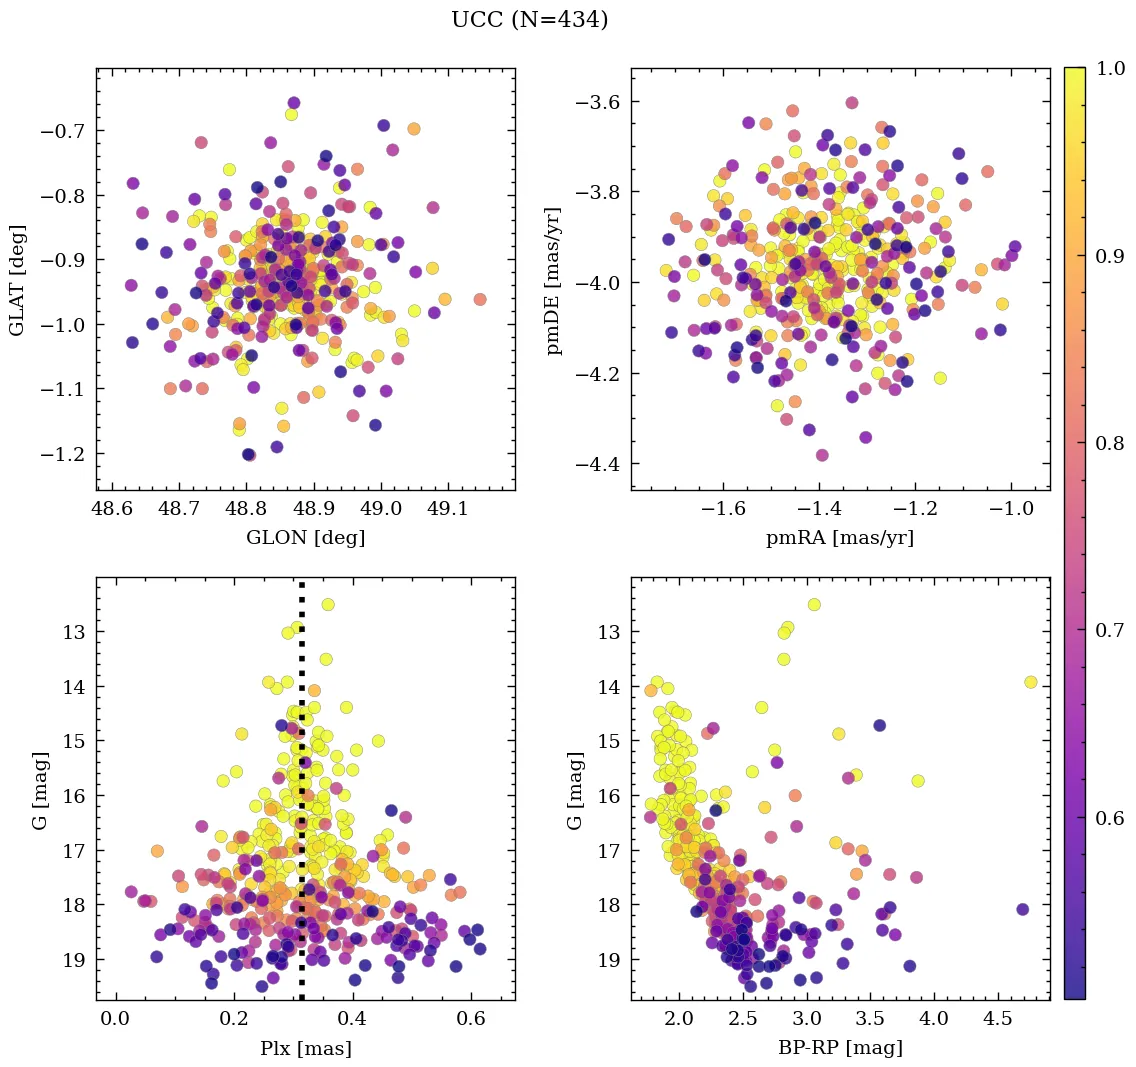 UCC (N=434)
−0.7
−0.8
−0.9
−1.0
−1.1
−1.2
GLAT [deg]
48.6 48.7 48.8 48.9 49.0 49.1
GLON [deg]
−3.6
−3.8
−4.0
−4.2
−4.4
pmDE [mas/yr]
−1.6 −1.4 −1.2 −1.0
pmRA [mas/yr]
1.0
0.9
0.8
0.7
0.6
13
14
15
16
17
18
19
G [mag]
0.0 0.2 0.4 0.6
Plx [mas]
13
14
15
16
17
18
19
G [mag]
2.0 2.5 3.0 3.5 4.0 4.5
BP-RP [mag]